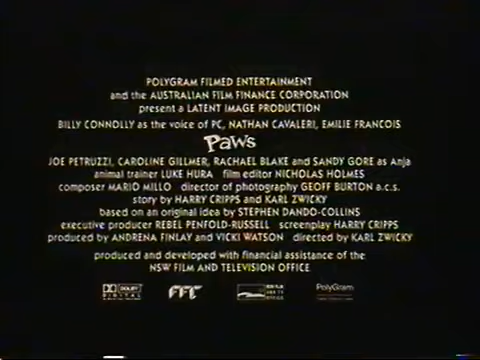 POLYGRAM FILMED ENTERTAINMENT
and the AUSTRALIAN FILM FINANCE CORPORATION
present a LATENT IMAGE PRODUCTION
BILLY CONNOLLY as the voice of PC, NATHAN CAVALERI, EMILIE FRANCOIS
Paws
JOE PETRUZZI, CAROLINE GILLMER, RACHAEL BLAKE and SANDY GORE as Anja
animal trainer LUKE HURA film editor NICHOLAS HOLMES
composer MARIO MILLO director of photography GEOFF BURTON a.c.s.
story by HARRY CRIPPS and KARL ZWICKY
based on an original idea by STEPHEN DANDO-COLLINS
executive producer REBEL PENFOLD-RUSSELL screenplay HARRY CRIPPS
produced by ANDRENA FINLAY and VICKI WATSON directed by KARL ZWICKY
produced and developed with financial assistance of the
NSW FILM AND TELEVISION OFFICE
DOLBY DIGITAL FFC PolyGram